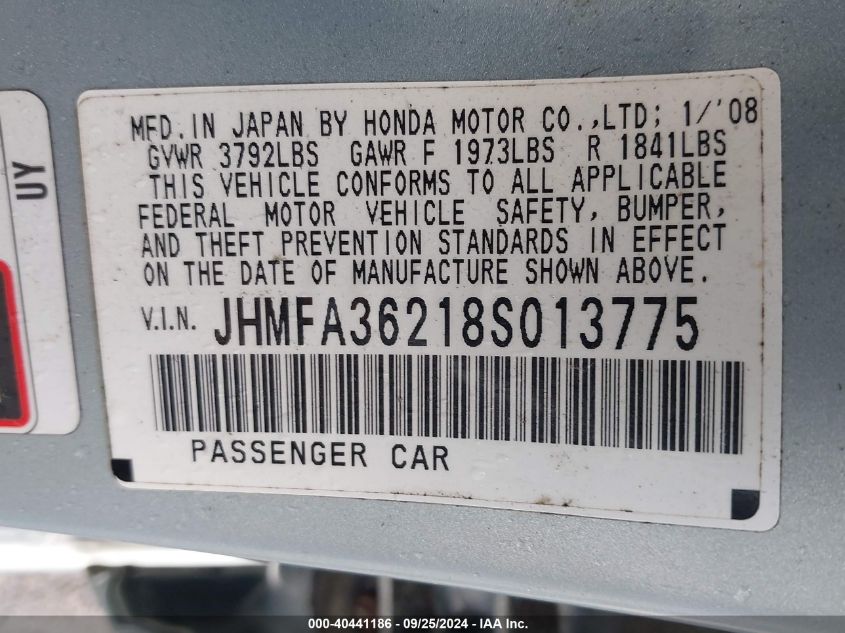 MFD. IN JAPAN BY HONDA MOTOR CO.,LTD; 1/'08
GVWR 3792LBS GAWR F 1973LBS R 1841LBS
THIS VEHICLE CONFORMS TO ALL APPLICABLE
FEDERAL MOTOR VEHICLE SAFETY, BUMPER,
AND THEFT PREVENTION STANDARDS IN EFFECT
ON THE DATE OF MANUFACTURE SHOWN ABOVE.
V.I.N. JHMFA36218S013775
PASSENGER CAR
UY
000-40441186 - 09/25/2024 - IAA Inc.